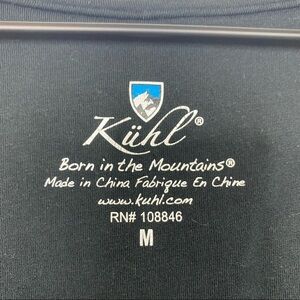 Kühl®
Born in the Mountains®
Made in China Fabrique En Chine
www.kuhl.com
RN# 108846
M